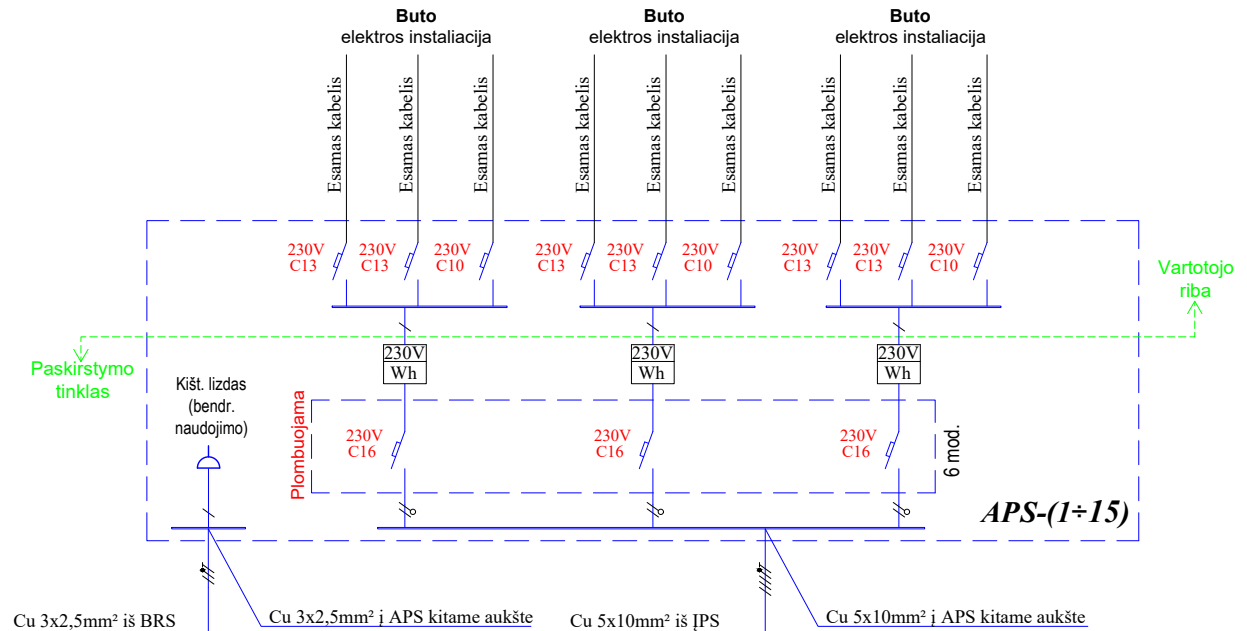 Buto
elektros instaliacija
Buto
elektros instaliacija
Buto
elektros instaliacija
Esamas kabelis
Esamas kabelis
Esamas kabelis
Esamas kabelis
Esamas kabelis
Esamas kabelis
Esamas kabelis
Esamas kabelis
Esamas kabelis
230V
C13
230V
C13
230V
C10
230V
C13
230V
C13
230V
C10
230V
C13
230V
C13
230V
C10
Vartotojo
riba
Paskirstymo
tinklas
230V
Wh
230V
Wh
230V
Wh
Kišt. lizdas
(bendr.
naudojimo)
Plombuojama
230V
C16
230V
C16
230V
C16
6 mod.
APS-(1÷15)
Cu 3x2,5mm² iš BRS
Cu 3x2,5mm² į APS kitame aukšte
Cu 5x10mm² iš ĮPS
Cu 5x10mm² į APS kitame aukšte